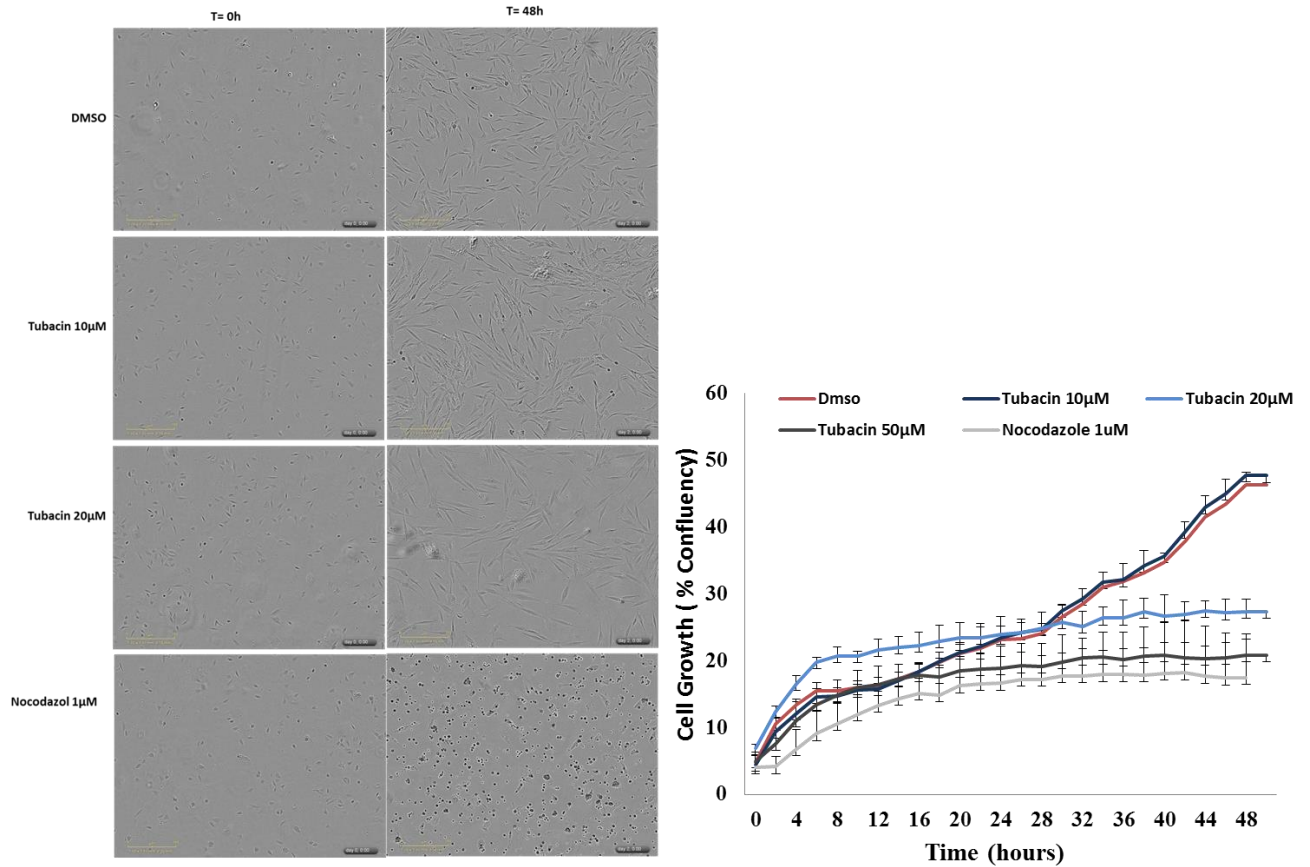 T= 0h
T= 48h
DMSO
Tubacin 10µM
Tubacin 20µM
Nocodazol 1µM
Dmso
Tubacin 10µM
Tubacin 20µM
Tubacin 50µM
Nocodazole 1uM
Cell Growth ( % Confluency)
60
50
40
30
20
10
0
0 4 8 12 16 20 24 28 32 36 40 44 48
Time (hours)